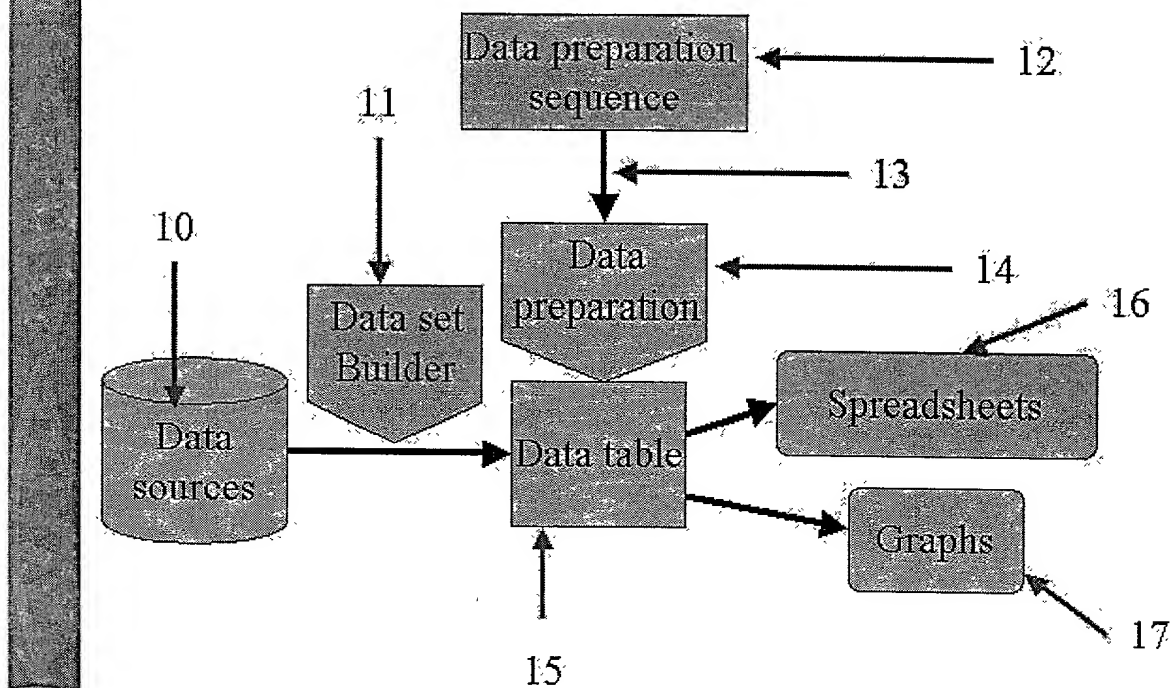 Data preparation
sequence
12
11
13
10
Data
preparation
14
16
Data set
Builder
Spreadsheets
Data
sources
Data table
Graphs
17
15